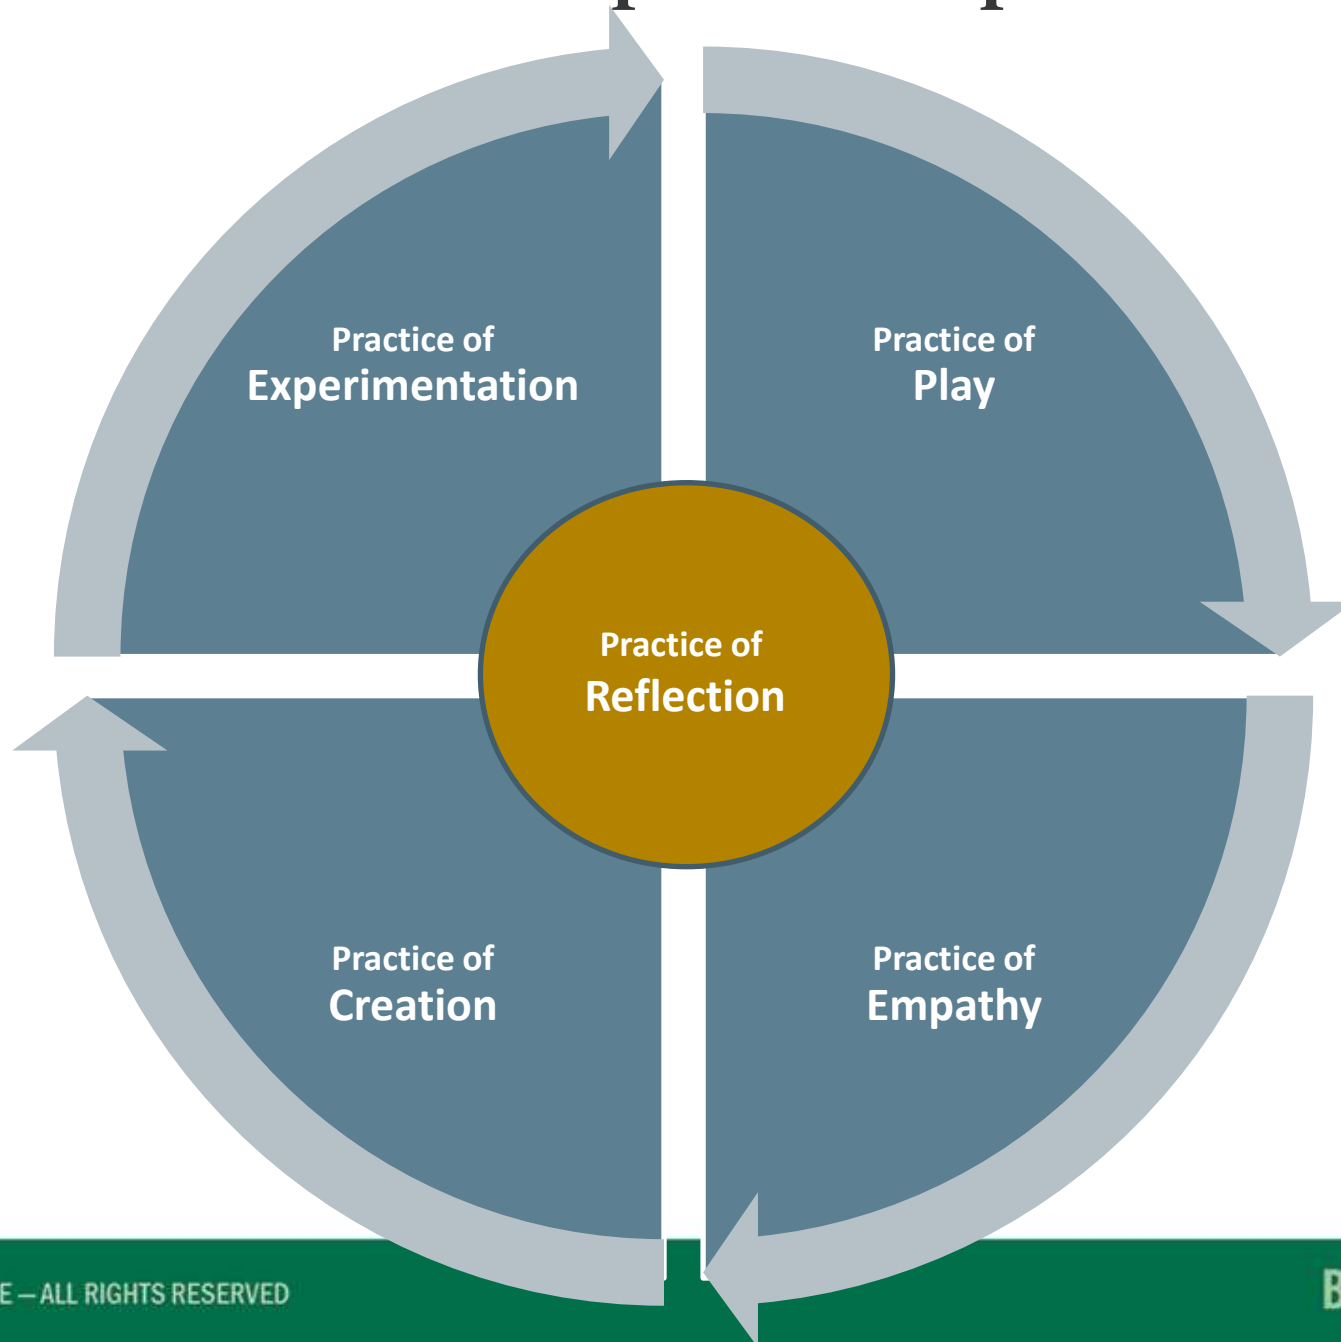 Practice of
Experimentation
Practice of
Play
Practice of
Reflection
Practice of
Creation
Practice of
Empathy
E – ALL RIGHTS RESERVED
B